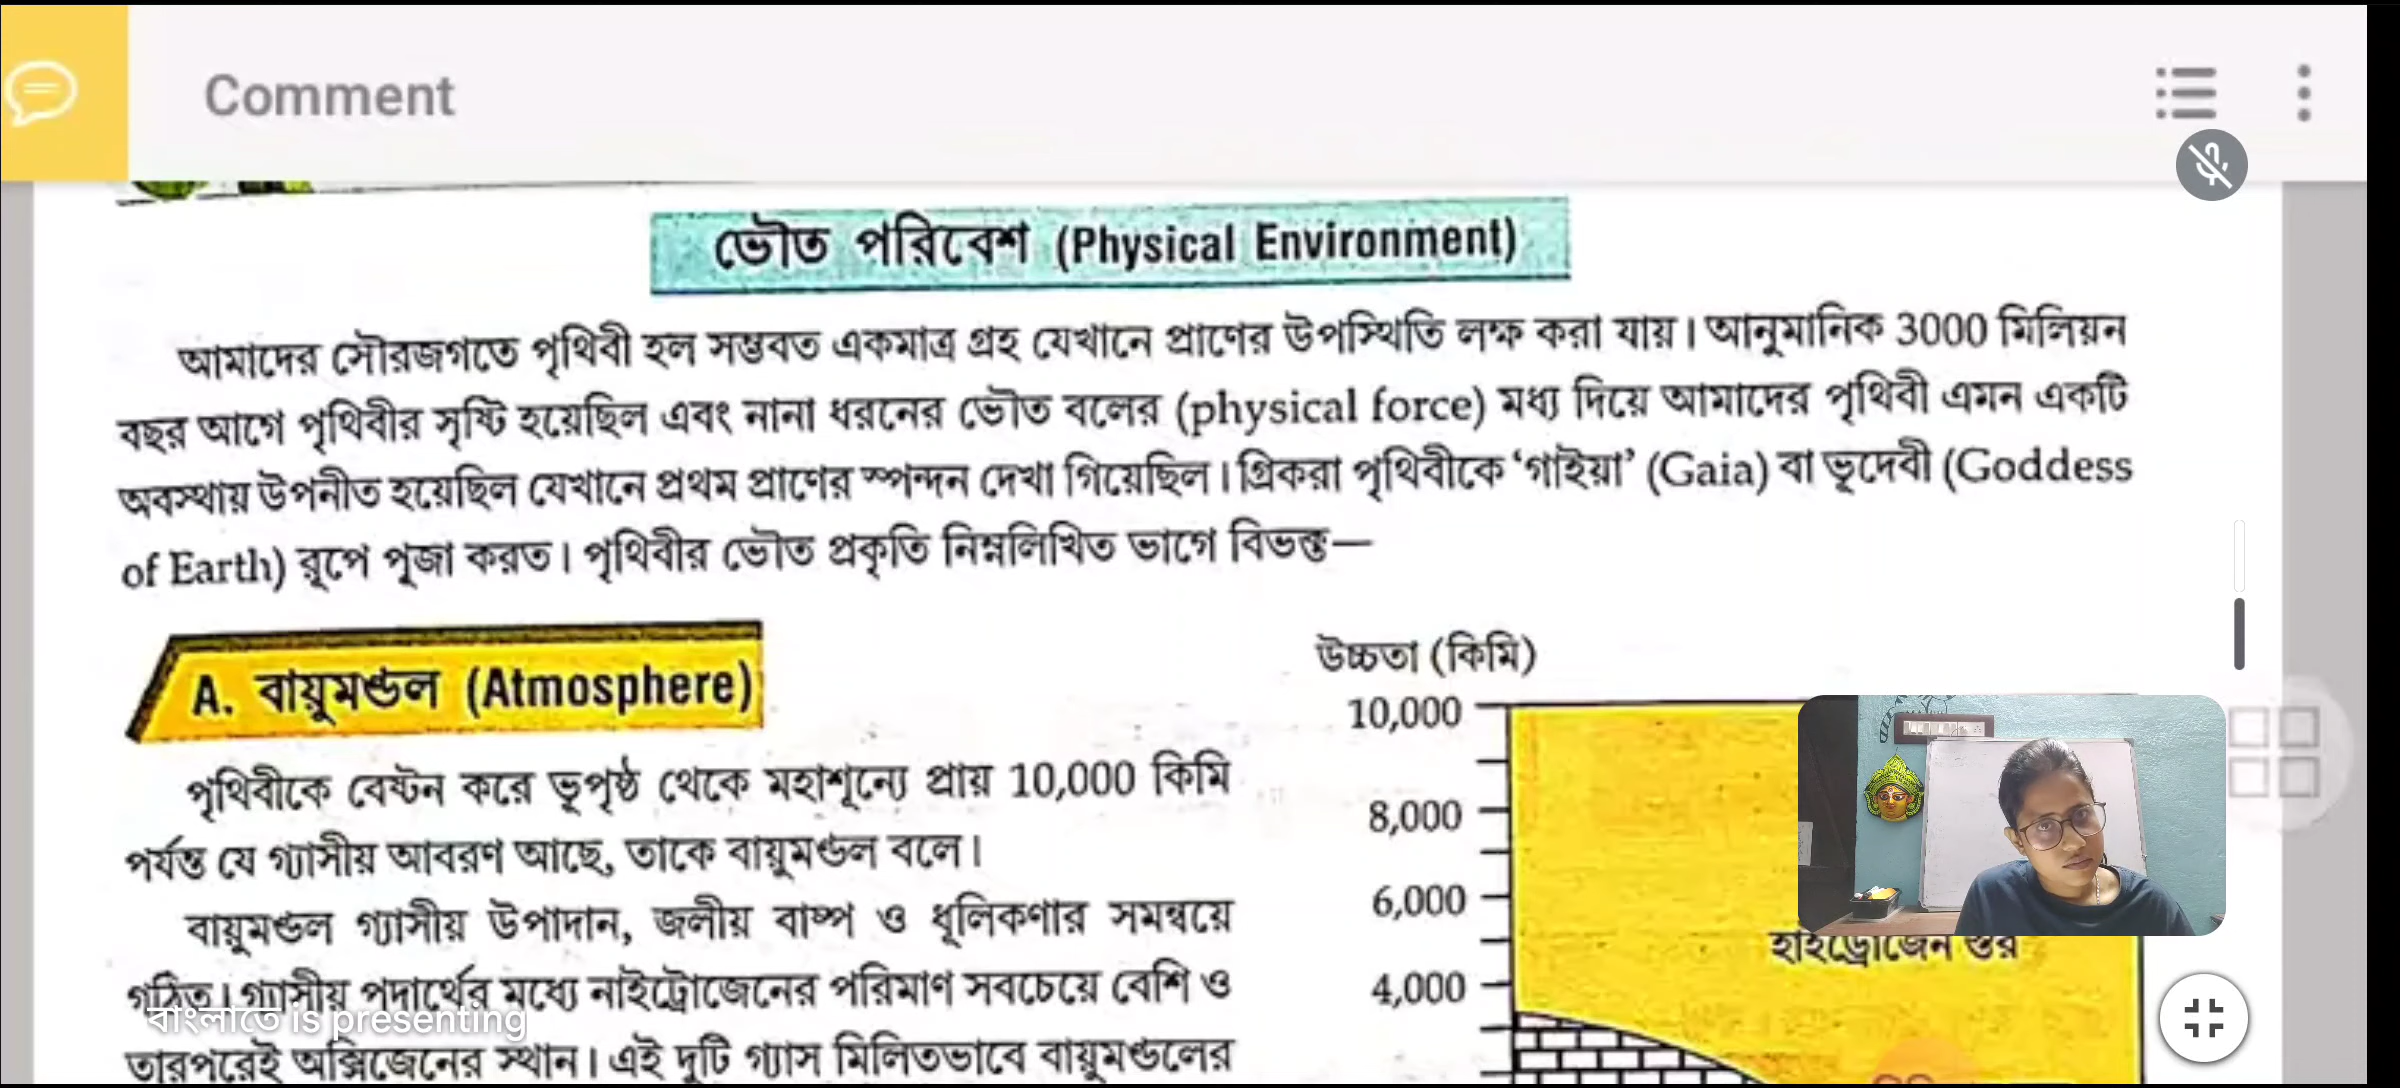 Comment
ভৌত পরিবেশ (Physical Environment)
আমাদের সৌরজগতে পৃথিবী হল সম্ভবত একমাত্র গ্রহ যেখানে প্রাণের উপস্থিতি লক্ষ করা যায়। আনুমানিক 3000 মিলিয়ন
বছর আগে পৃথিবীর সৃষ্টি হয়েছিল এবং নানা ধরনের ভৌত বলের (physical force) মধ্য দিয়ে আমাদের পৃথিবী এমন একটি
অবস্থায় উপনীত হয়েছিল যেখানে প্রথম প্রাণের স্পন্দন দেখা গিয়েছিল। গ্রিকরা পৃথিবীকে ‘গাইয়া’ (Gaia) বা ভূদেবী (Goddess
of Earth) রূপে পূজা করত। পৃথিবীর ভৌত প্রকৃতি নিম্নলিখিত ভাগে বিভক্ত—
A. বায়ুমণ্ডল (Atmosphere)
পৃথিবীকে বেষ্টন করে ভূপৃষ্ঠ থেকে মহাশূন্যে প্রায় 10,000 কিমি
পর্যন্ত যে গ্যাসীয় আবরণ আছে, তাকে বায়ুমণ্ডল বলে।
বায়ুমণ্ডল গ্যাসীয় উপাদান, জলীয় বাষ্প ও ধূলিকণার সমন্বয়ে
গঠিত। গ্যাসীয় পদার্থের মধ্যে নাইট্রোজেনের পরিমাণ সবচেয়ে বেশি ও
তারপরেই অক্সিজেনের স্থান। এই দুটি গ্যাস মিলিতভাবে বায়ুমণ্ডলের
উচ্চতা (কিমি)
10,000
8,000
6,000
4,000
হাইড্রোজেন স্তর
বাংলাতে is presenting